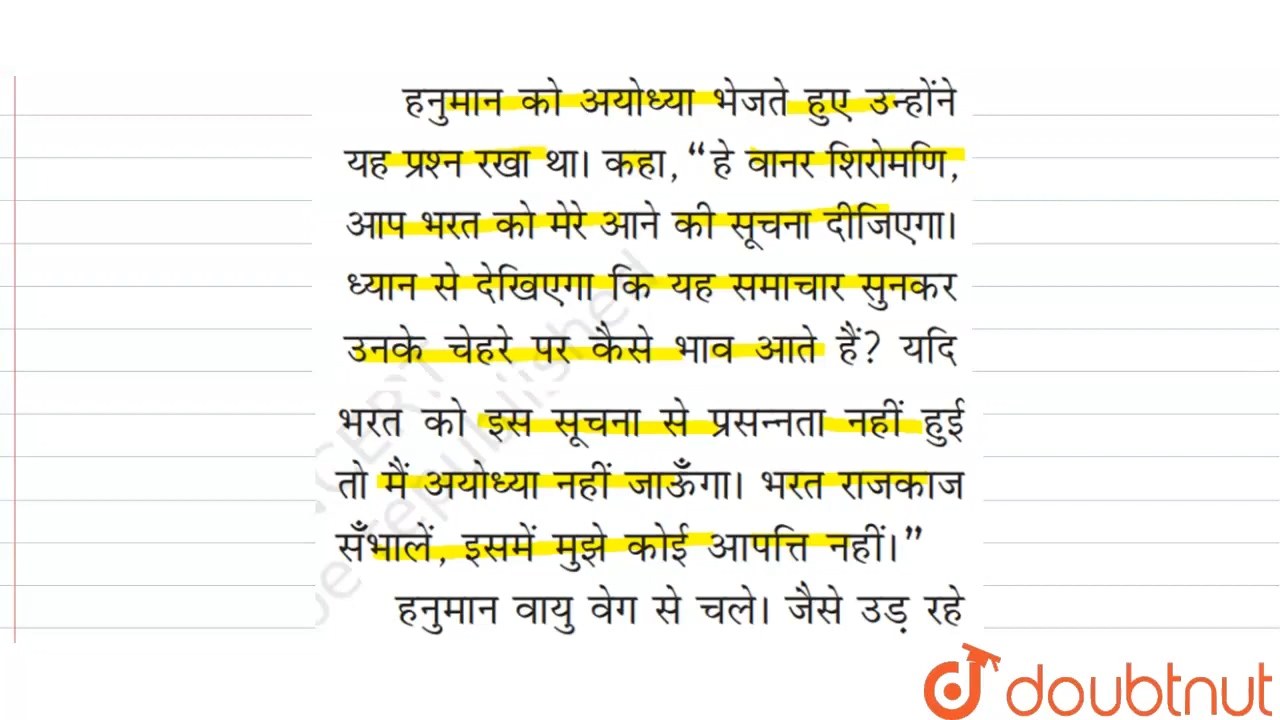 हनुमान को अयोध्या भेजते हुए उन्होंने
यह प्रश्न रखा था। कहा, “हे वानर शिरोमणि,
आप भरत को मेरे आने की सूचना दीजिएगा।
ध्यान से देखिएगा कि यह समाचार सुनकर
उनके चेहरे पर कैसे भाव आते हैं? यदि
भरत को इस सूचना से प्रसन्नता नहीं हुई
तो मैं अयोध्या नहीं जाऊँगा। भरत राजकाज
सँभालें, इसमें मुझे कोई आपत्ति नहीं।”
हनुमान वायु वेग से चले। जैसे उड़ रहे
doubtnut